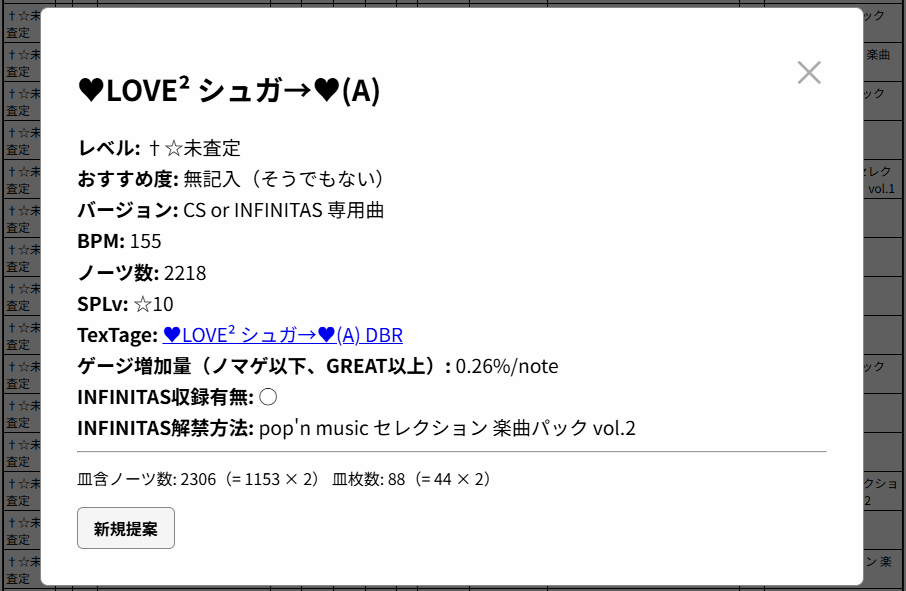 ♥LOVE² シュガ→♥(A)
レベル: †☆未査定
おすすめ度: 無記入（そうでもない）
バージョン: CS or INFINITAS 専用曲
BPM: 155
ノーツ数: 2218
SPLv: ☆10
TexTage: ♥LOVE² シュガ→♥(A) DBR
ゲージ増加量（ノマゲ以下、GREAT以上）: 0.26%/note
INFINITAS収録有無: ○
INFINITAS解禁方法: pop'n music セレクション 楽曲パック vol.2
皿含ノーツ数: 2306（= 1153 × 2） 皿枚数: 88（= 44 × 2）
新規提案